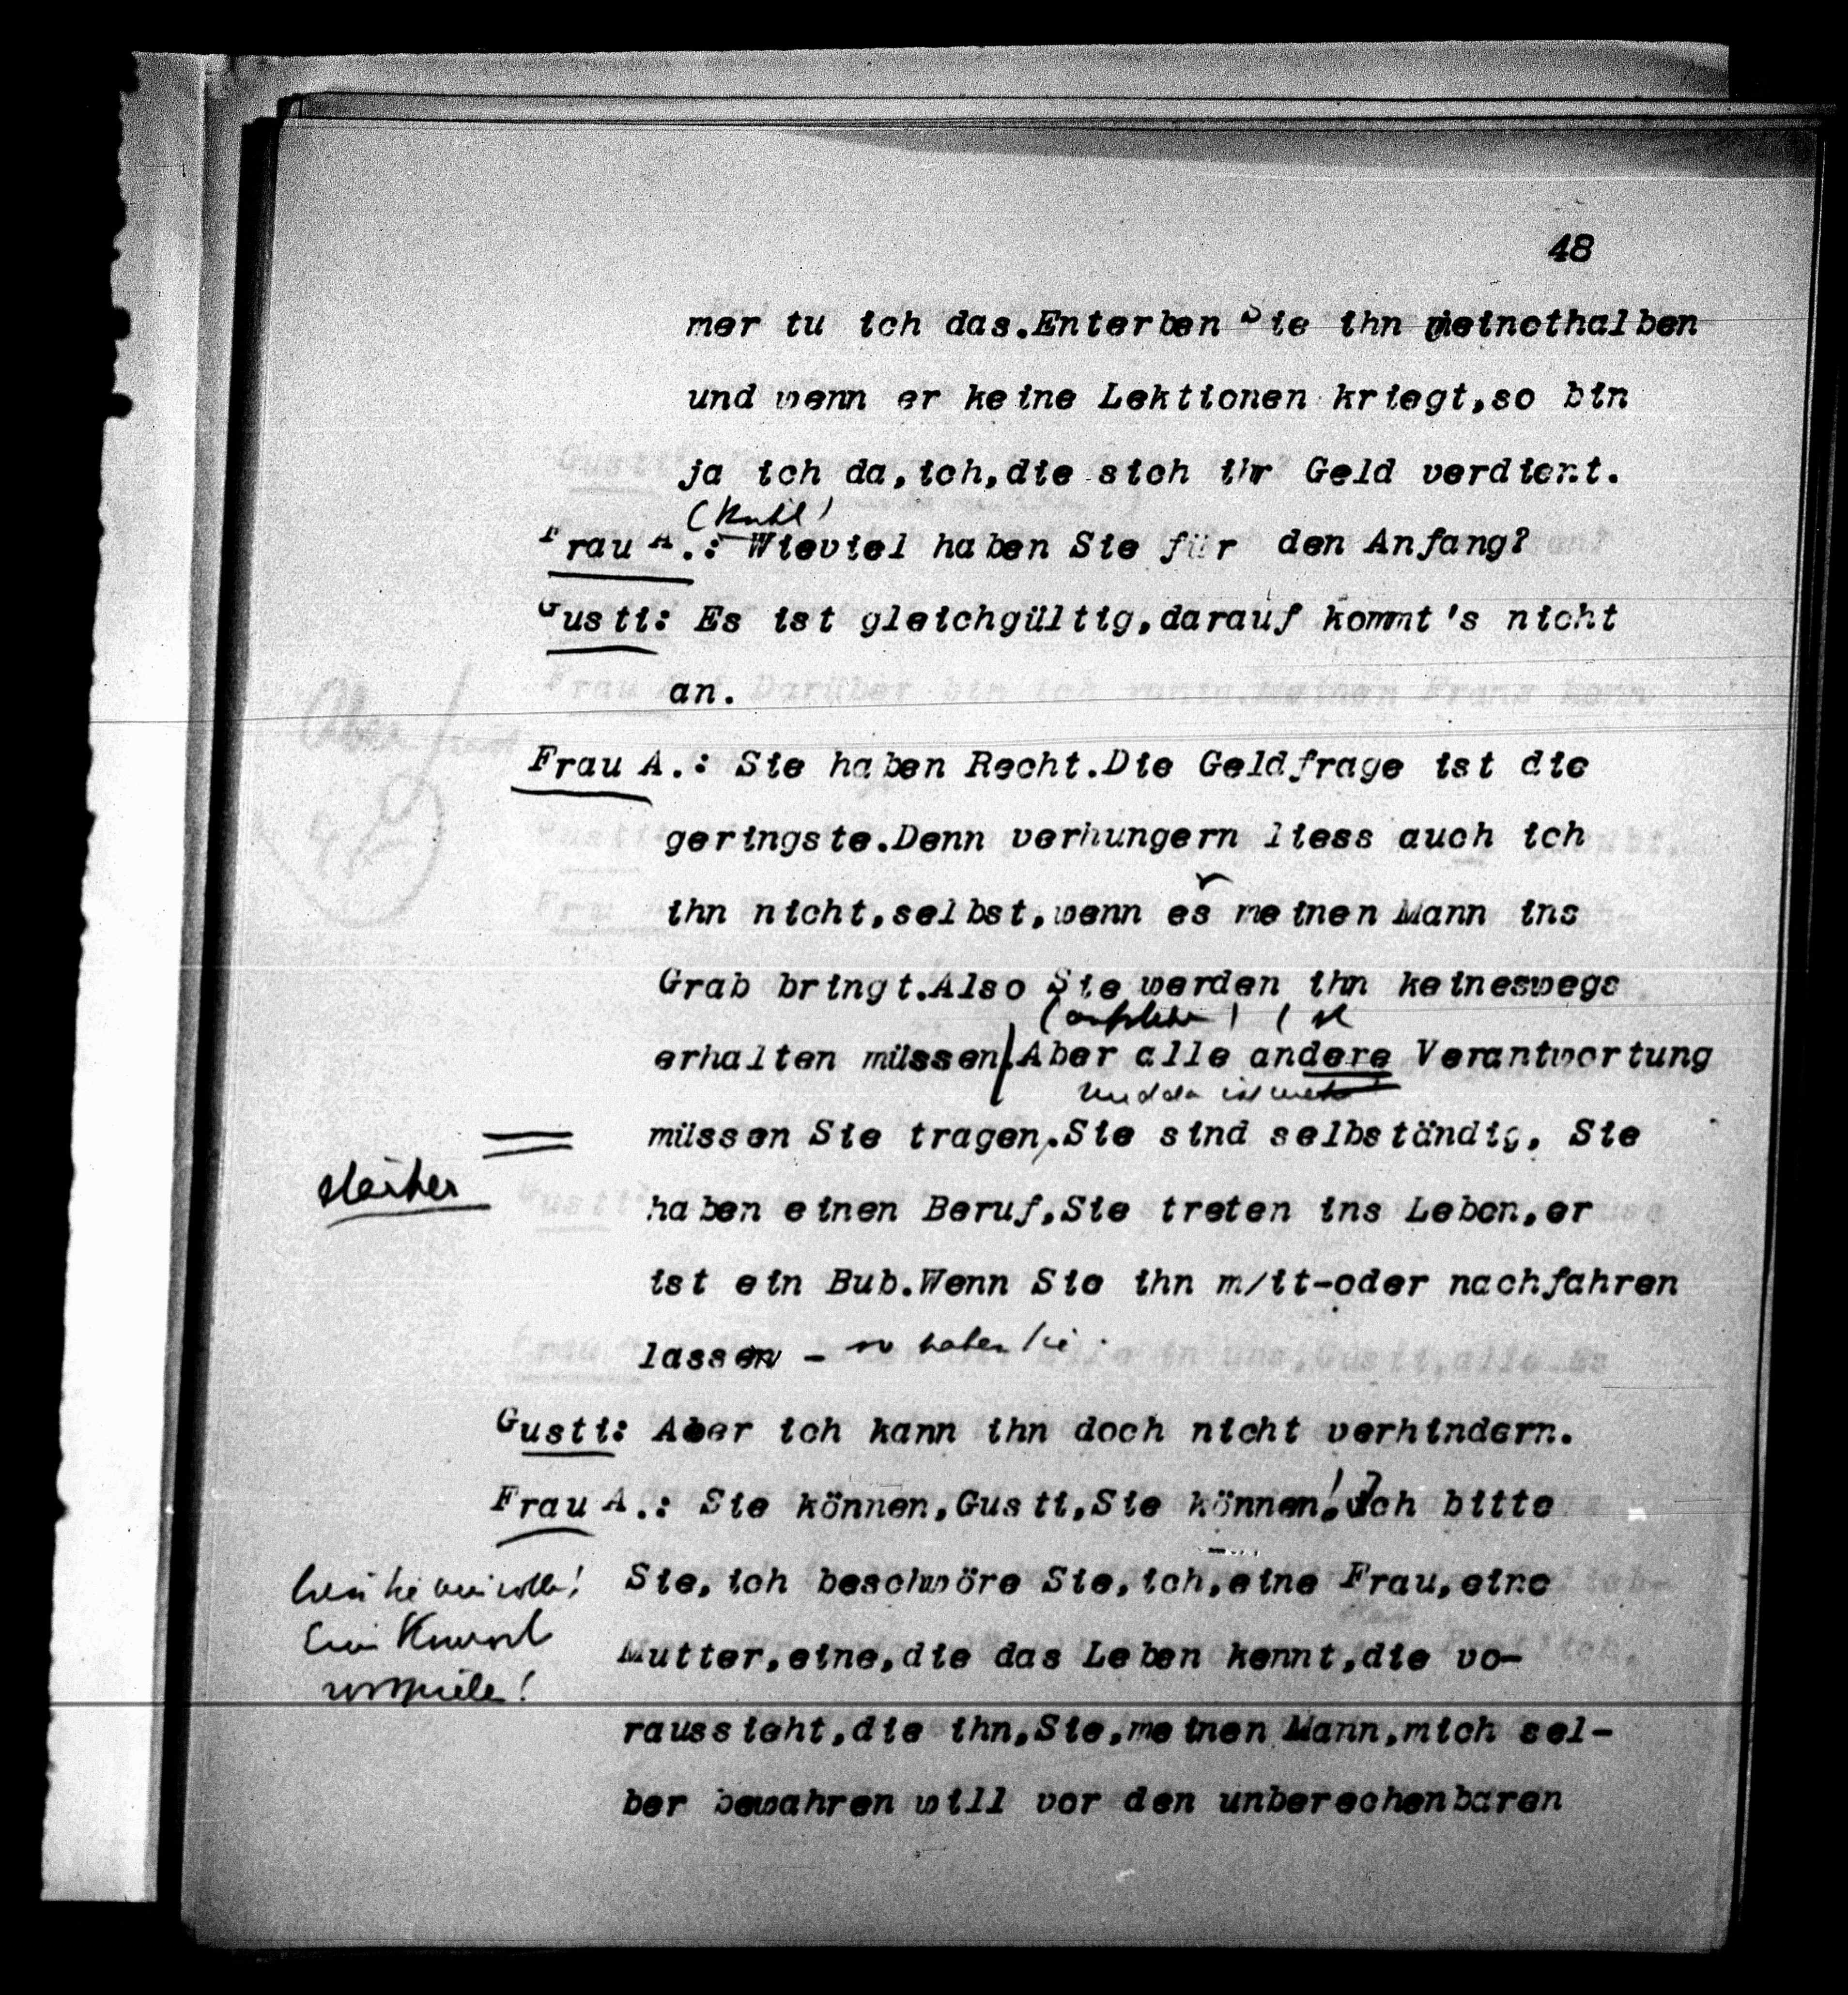 48
mer tu ich das.Enterben Sie ihn meinethalben
und wenn er keine Lektionen kriegt,so bin
ja ich da,ich,die sich ihr Geld verdient.
(kühl)
Frau A.: Wieviel haben Sie für den Anfang?
Gusti: Es ist gleichgültig,darauf kommt's nicht
an.
Frau A.: Sie haben Recht.Die Geldfrage ist die
geringste.Denn verhungern liess auch ich
ihn nicht,selbst,wenn es meinen Mann ins
Grab bringt.Also Sie werden ihn keineswegs
erhalten müssen.Aber alle andere Verantwortung
müssen Sie tragen.Sie sind selbständig, Sie
stärker
haben einen Beruf,Sie treten ins Leben,er
ist ein Bub.Wenn Sie ihn m/it-oder nachfahren
lassen - so haben Sie
Gusti: Aber ich kann ihn doch nicht verhindern.
Frau A.: Sie können,Gusti,Sie können! Ich bitte
Sie,ich beschwöre Sie,ich,eine Frau,eine
Mutter,eine,die das Leben kennt,die vo-
raussieht,die ihn,Sie,meinen Mann,mich sel-
ber bewahren will vor den unberechenbaren